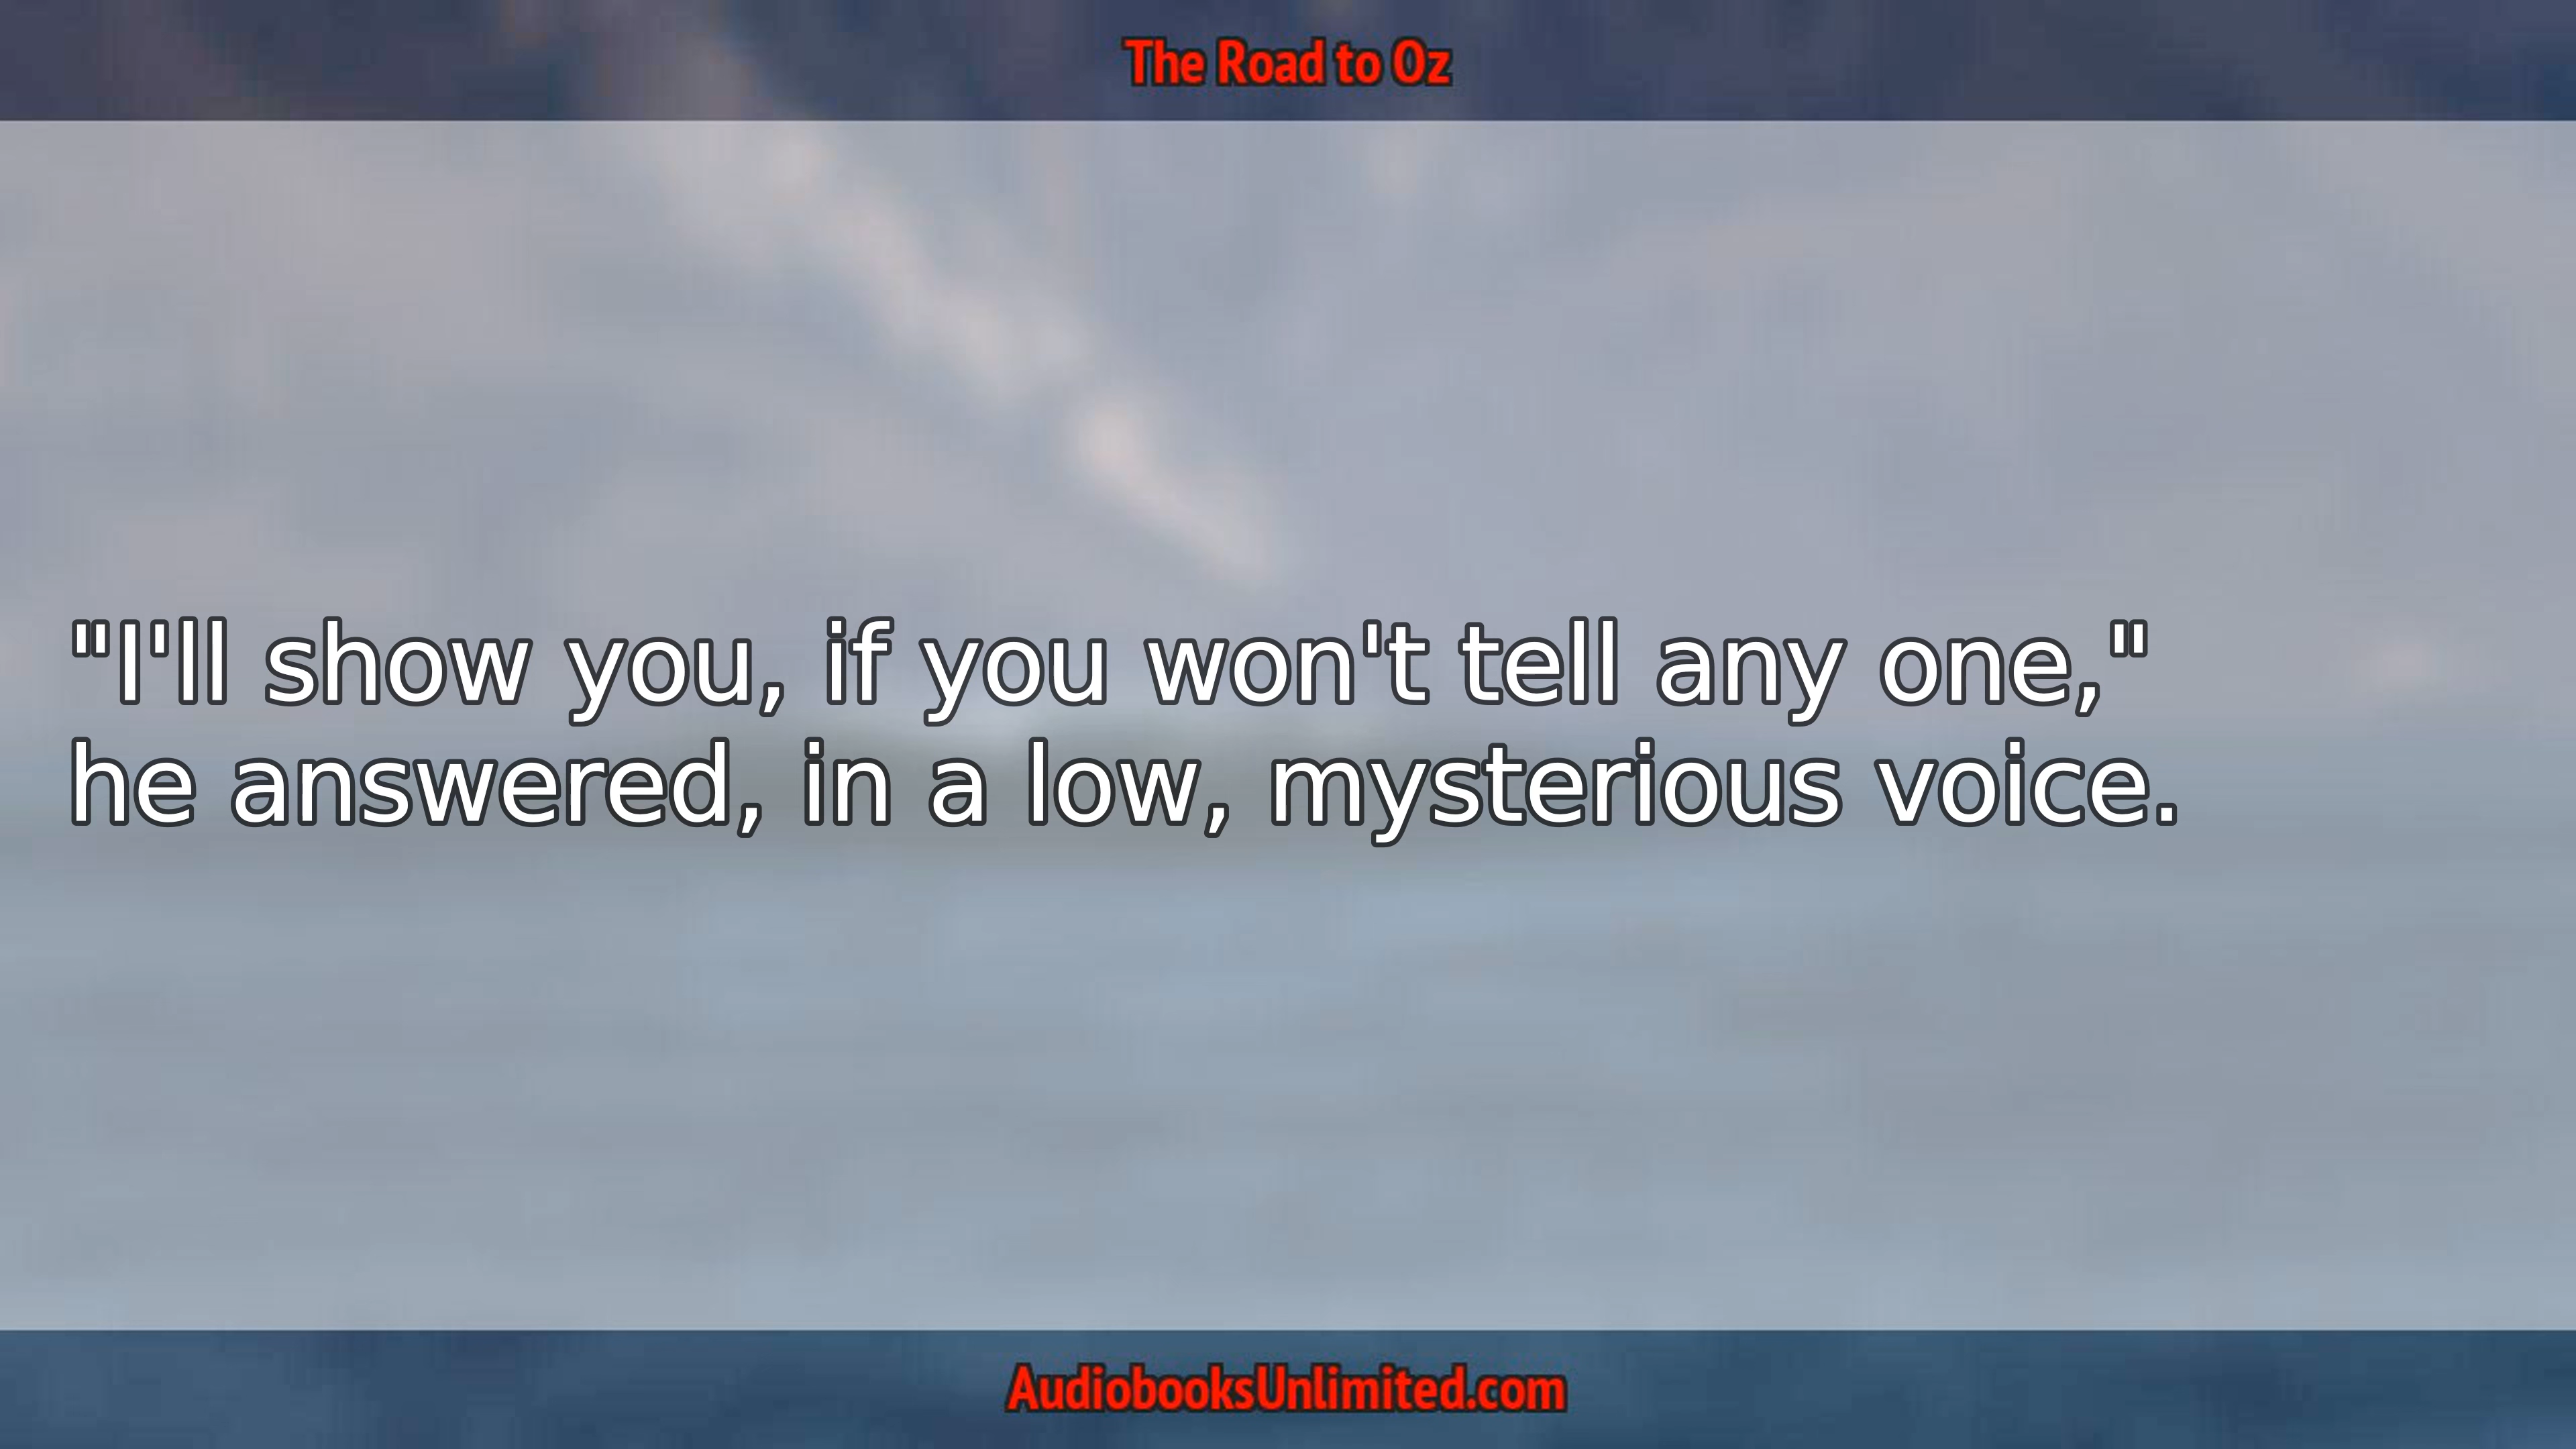 The Road to Oz
"I'll show you, if you won't tell any one,"
he answered, in a low, mysterious voice.
AudiobooksUnlimited.com